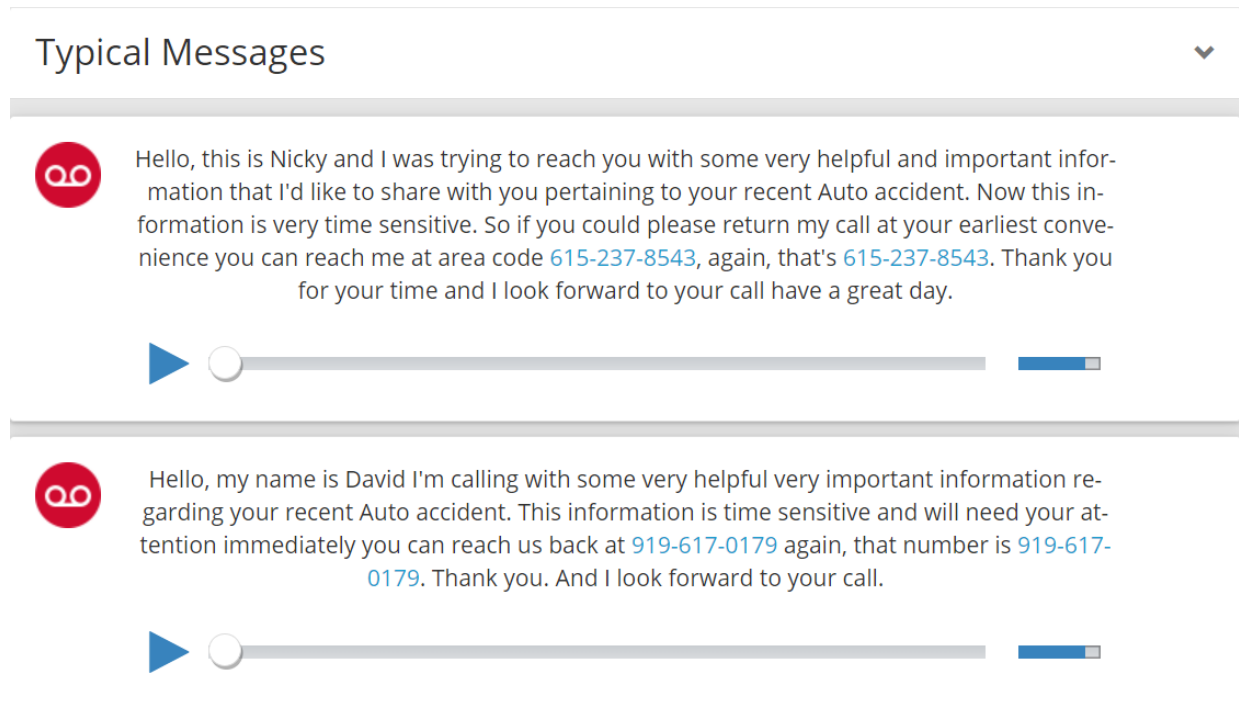 Typical Messages
Hello, this is Nicky and I was trying to reach you with some very helpful and important infor-
mation that I'd like to share with you pertaining to your recent Auto accident. Now this in-
formation is very time sensitive. So if you could please return my call at your earliest conve-
nience you can reach me at area code 615-237-8543, again, that's 615-237-8543. Thank you
for your time and I look forward to your call have a great day.
Hello, my name is David I'm calling with some very helpful very important information re-
garding your recent Auto accident. This information is time sensitive and will need your at-
tention immediately you can reach us back at 919-617-0179 again, that number is 919-617-
0179. Thank you. And I look forward to your call.